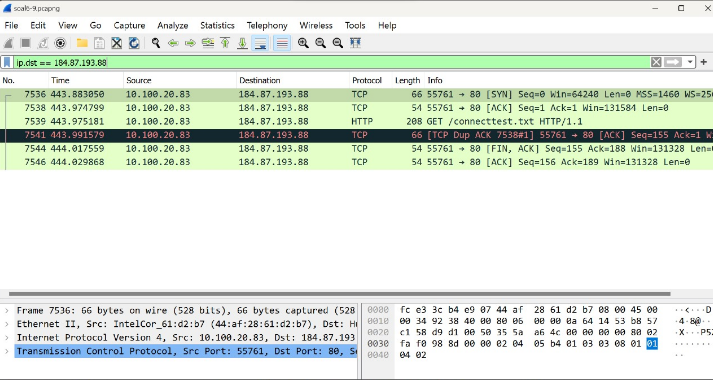 soal6-9.pcapng
File Edit View Go Capture Analyze Statistics Telephony Wireless Tools Help
ip.dst == 184.87.193.88
No. Time Source Destination Protocol Length Info
7536 443.883050 10.100.20.83 184.87.193.88 TCP 66 55761 → 80 [SYN] Seq=0 Win=64240 Len=0 MSS=1460 WS=256
7538 443.974799 10.100.20.83 184.87.193.88 TCP 54 55761 → 80 [ACK] Seq=1 Ack=1 Win=131584 Len=0
7539 443.975181 10.100.20.83 184.87.193.88 HTTP 208 GET /connecttest.txt HTTP/1.1
7541 443.991579 10.100.20.83 184.87.193.88 TCP 66 [TCP Dup ACK 7538#1] 55761 → 80 [ACK] Seq=155 Ack=1 Wi
7544 444.017559 10.100.20.83 184.87.193.88 TCP 54 55761 → 80 [FIN, ACK] Seq=155 Ack=188 Win=131328 Len=0
7546 444.029868 10.100.20.83 184.87.193.88 TCP 54 55761 → 80 [ACK] Seq=156 Ack=189 Win=131328 Len=0
Frame 7536: 66 bytes on wire (528 bits), 66 bytes captured (528
Ethernet II, Src: IntelCor_61:d2:b7 (44:af:28:61:d2:b7), Dst: H
Internet Protocol Version 4, Src: 10.100.20.83, Dst: 184.87.193
Transmission Control Protocol, Src Port: 55761, Dst Port: 80, S
0000 fc e3 3c b4 e9 07 44 af 28 61 d2 b7 08 00 45 00
00 34 92 38 40 00 80 06 00 00 0a 64 14 53 b8 57
c1 58 d9 d1 00 50 35 5a a6 4c 00 00 00 00 80 02
0030 fa f0 98 8d 00 00 02 04 05 b4 01 03 03 08 01 01
0040 04 02